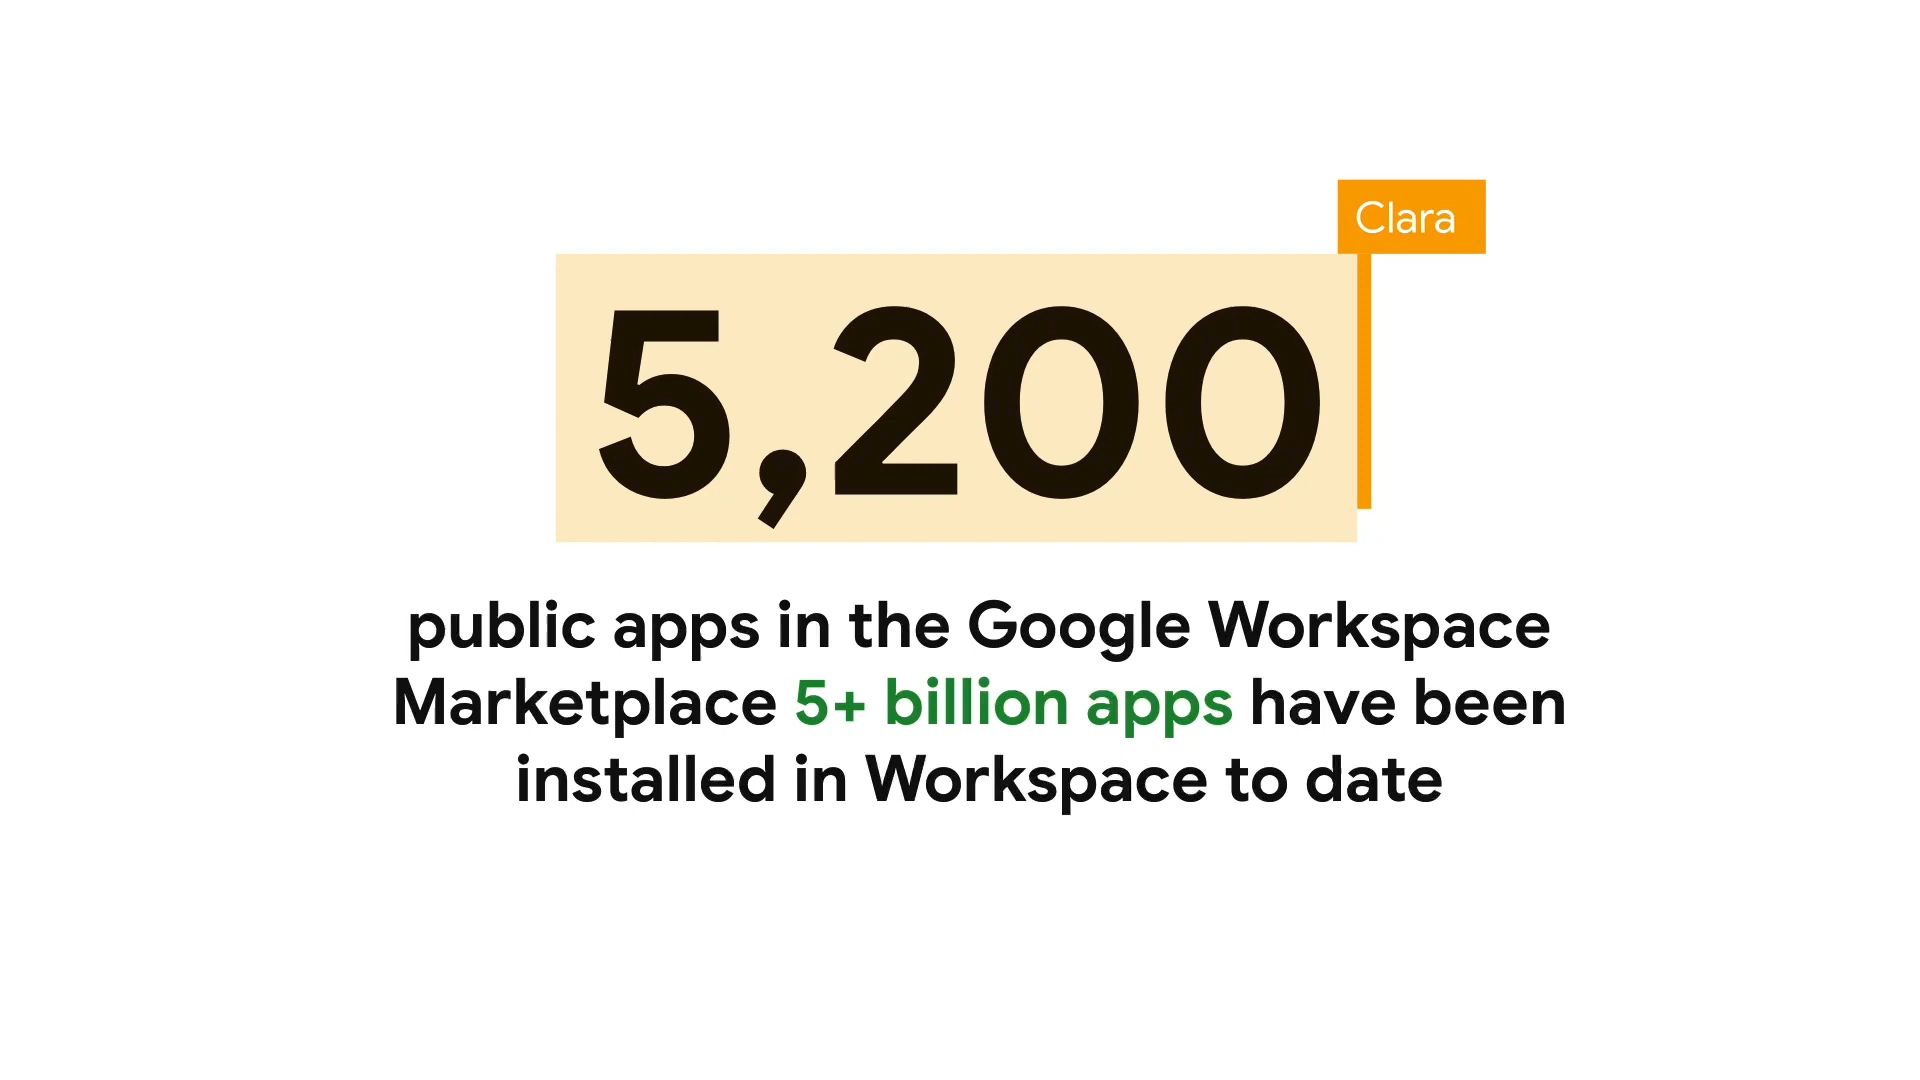 Clara
5,200
public apps in the Google Workspace
Marketplace 5+ billion apps have been
installed in Workspace to date